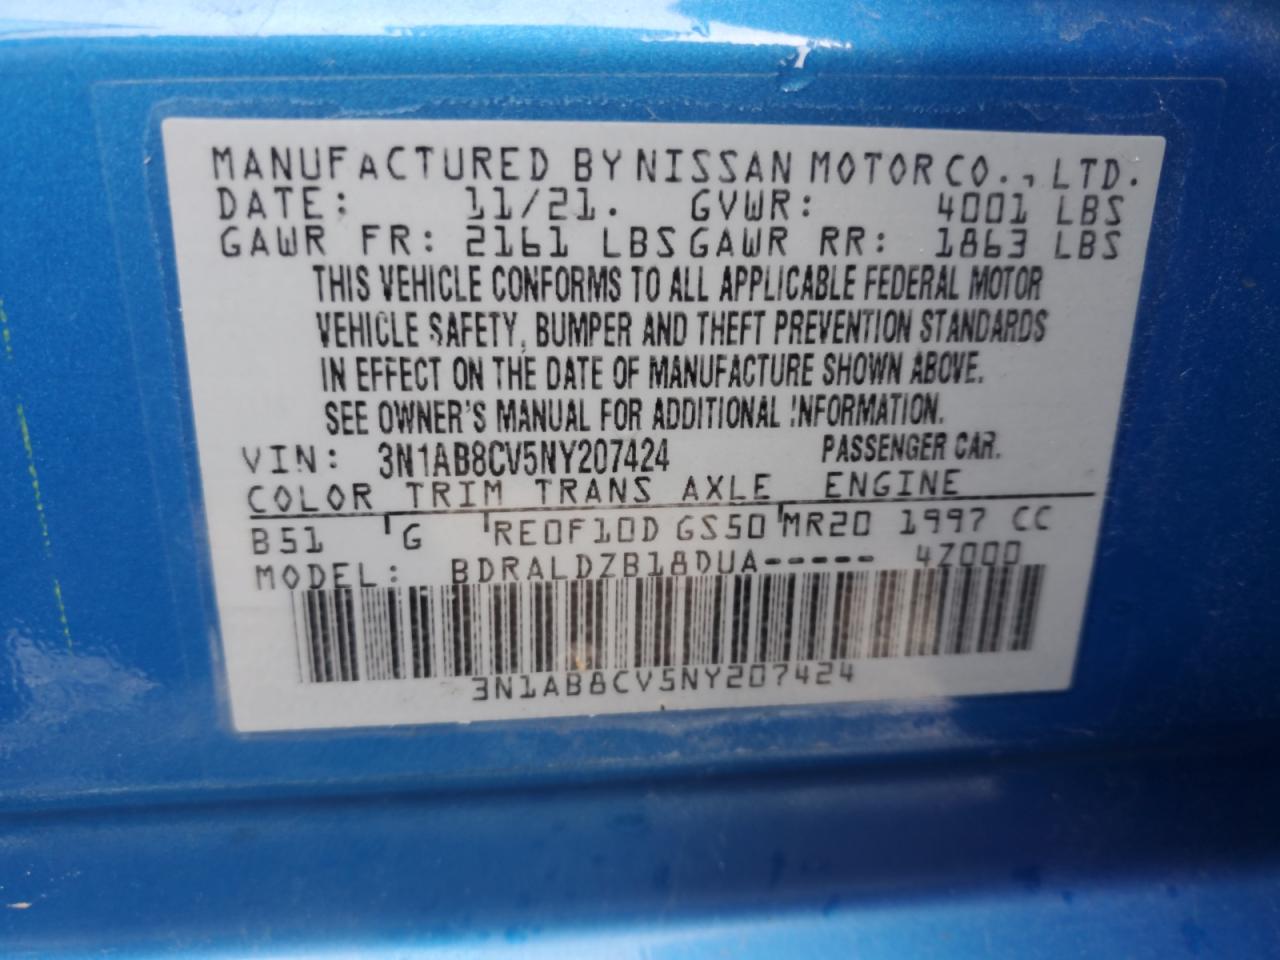 MANUFACTURED BY NISSAN MOTOR CO., LTD.
DATE: 11/21. GVWR: 4001 LBS
GAWR FR: 2161 LBS GAWR RR: 1863 LBS
THIS VEHICLE CONFORMS TO ALL APPLICABLE FEDERAL MOTOR
VEHICLE SAFETY, BUMPER AND THEFT PREVENTION STANDARDS
IN EFFECT ON THE DATE OF MANUFACTURE SHOWN ABOVE.
SEE OWNER'S MANUAL FOR ADDITIONAL INFORMATION.
VIN: 3N1AB8CV5NY207424 PASSENGER CAR.
COLOR TRIM TRANS AXLE ENGINE
B51 G RE0F10D GS50 MR20 1997 CC
MODEL: BDRALDZB18DUA----- 4Z000
3N1AB8CV5NY207424